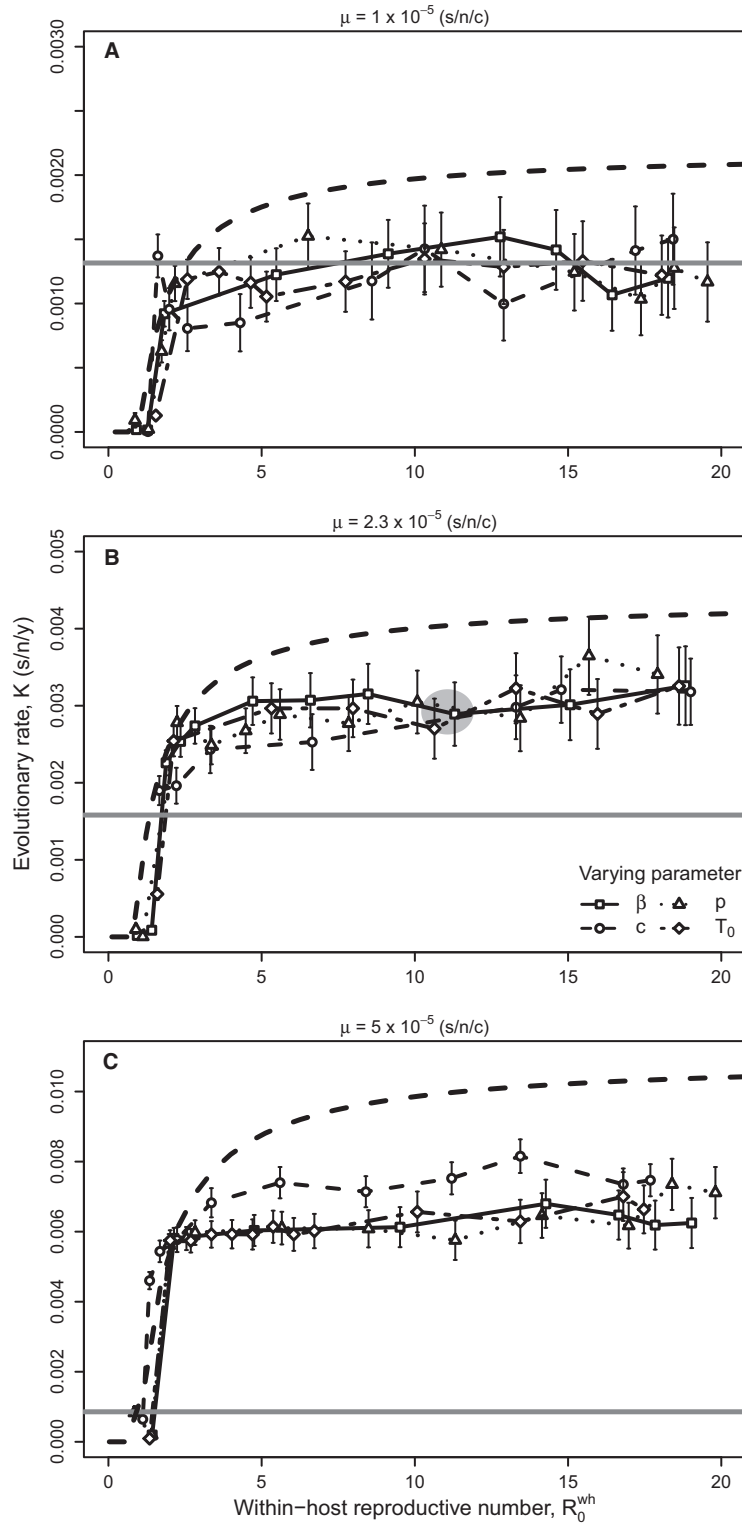 μ = 1 x 10⁻⁵ (s/n/c)
A
0.0030
0.0020
0.0010
0.0000
0 5 10 15 20
μ = 2.3 x 10⁻⁵ (s/n/c)
B
0.005
0.004
0.003
0.002
0.001
0.000
Evolutionary rate, K (s/n/y)
Varying parameter
β p
c T₀
0 5 10 15 20
μ = 5 x 10⁻⁵ (s/n/c)
C
0.010
0.008
0.006
0.004
0.002
0.000
0 5 10 15 20
Within−host reproductive number, R₀ʷʰ